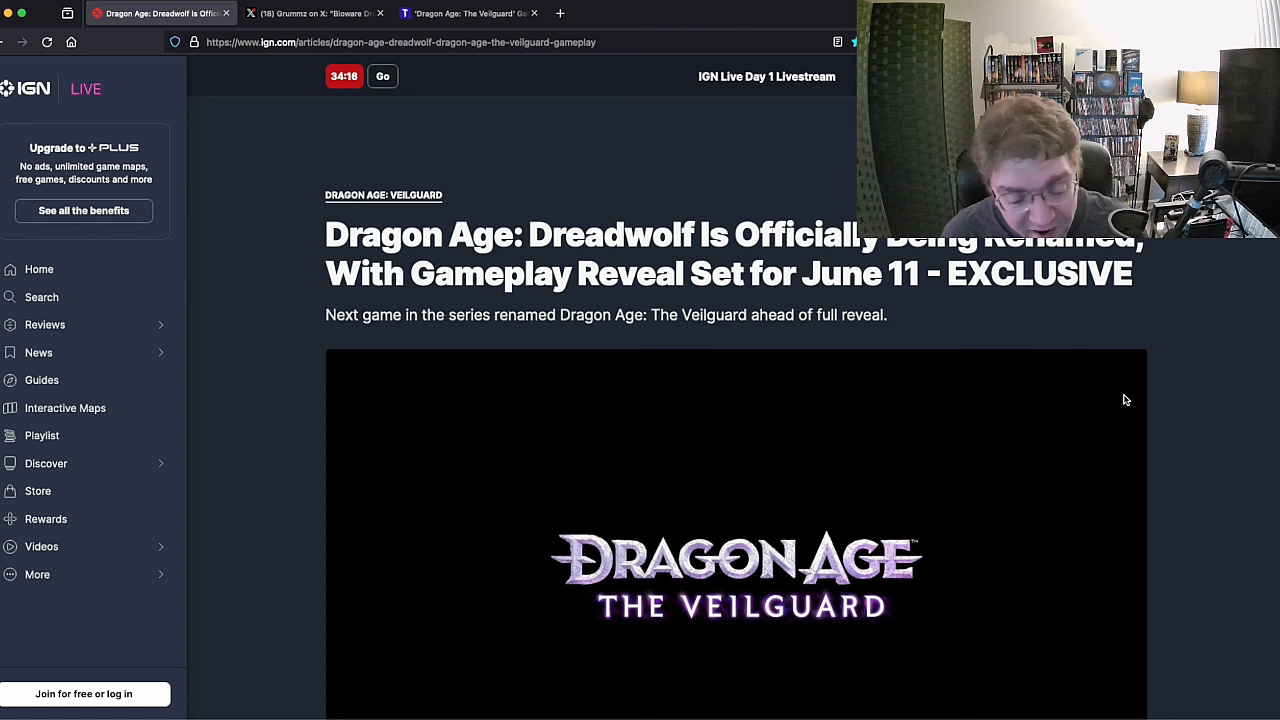 Dragon Age: Dreadwolf Is Offici
(18) Grummz on X: "Bioware Dr
'Dragon Age: The Veilguard' Ga
https://www.ign.com/articles/dragon-age-dreadwolf-dragon-age-the-veilguard-gameplay
IGN LIVE
34:16 Go
IGN Live Day 1 Livestream
Upgrade to PLUS
No ads, unlimited game maps,
free games, discounts and more
See all the benefits
Home
Search
Reviews
News
Guides
Interactive Maps
Playlist
Discover
Store
Rewards
Videos
More
Join for free or log in
DRAGON AGE: VEILGUARD
Dragon Age: Dreadwolf Is Officially Being Renamed,
With Gameplay Reveal Set for June 11 - EXCLUSIVE
Next game in the series renamed Dragon Age: The Veilguard ahead of full reveal.
DRAGON AGE™
THE VEILGUARD